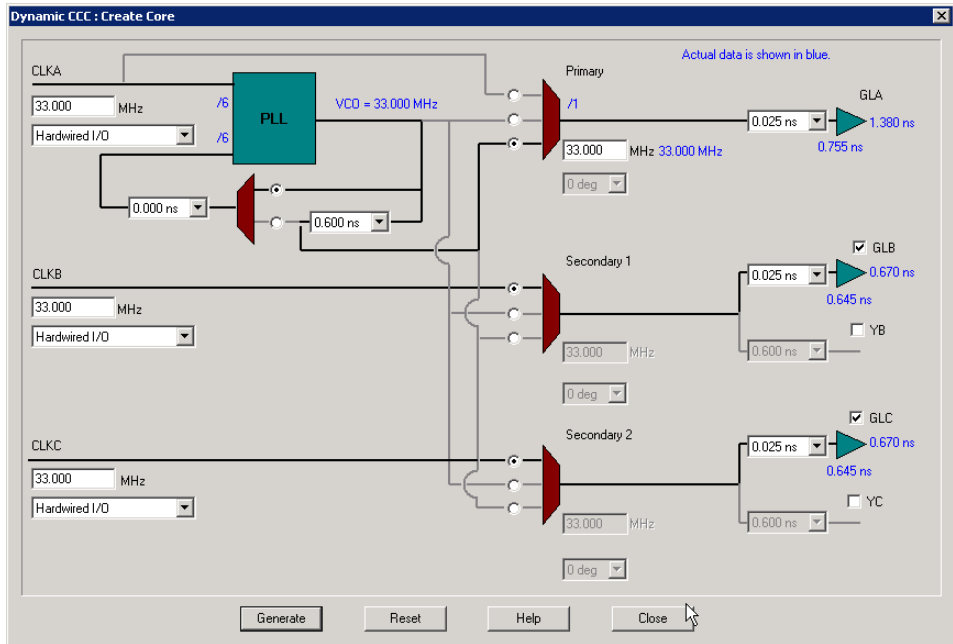 Dynamic CCC : Create Core
Actual data is shown in blue.
CLKA
33.000 MHz
Hardwired I/O
/6
/6
PLL
VCO = 33.000 MHz
0.000 ns
0.600 ns
Primary
/1
33.000 MHz 33.000 MHz
0 deg
GLA
0.025 ns
1.380 ns
0.755 ns
CLKB
33.000 MHz
Hardwired I/O
Secondary 1
33.000 MHz
0 deg
GLB
0.025 ns
0.670 ns
0.645 ns
YB
0.600 ns
CLKC
33.000 MHz
Hardwired I/O
Secondary 2
33.000 MHz
0 deg
GLC
0.025 ns
0.670 ns
0.645 ns
YC
0.600 ns
Generate
Reset
Help
Close